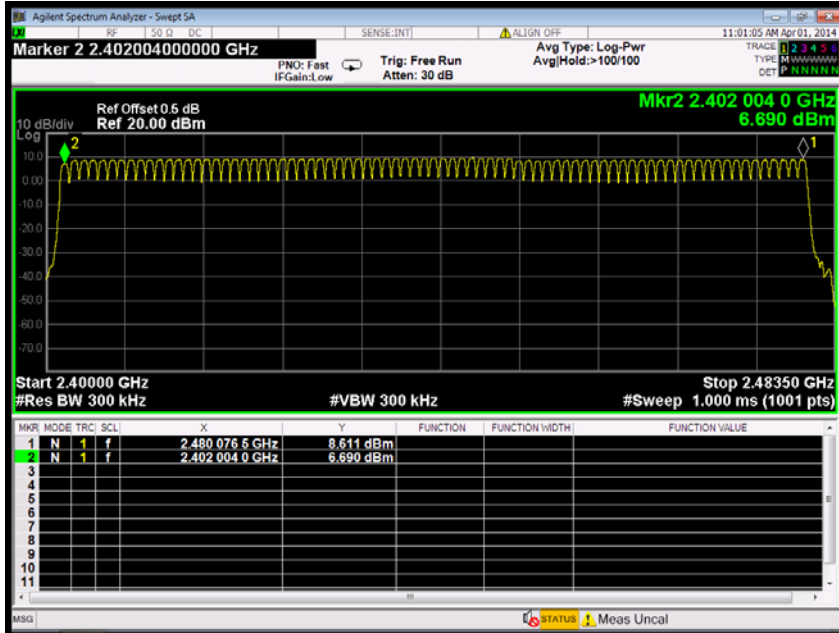 Agilent Spectrum Analyzer - Swept SA
RF 50 Ω DC SENSE:INT ALIGN OFF 11:01:05 AM Apr 01, 2014
Marker 2 2.402004000000 GHz
PNO: Fast
IFGain:Low
Trig: Free Run
Atten: 30 dB
Avg Type: Log-Pwr
Avg|Hold:>100/100
TRACE 1 2 3 4 5 6
TYPE M WWWWW
DET P N N N N N
Ref Offset 0.5 dB
Ref 20.00 dBm
10 dB/div
Log
Mkr2 2.402 004 0 GHz
6.690 dBm
2
1
10.0
0.00
-10.0
-20.0
-30.0
-40.0
-50.0
-60.0
-70.0
Start 2.40000 GHz Stop 2.48350 GHz
#Res BW 300 kHz #VBW 300 kHz #Sweep 1.000 ms (1001 pts)
MKR MODE TRC SCL X Y FUNCTION FUNCTION WIDTH FUNCTION VALUE
1 N 1 f 2.480 076 5 GHz 8.611 dBm
2 N 1 f 2.402 004 0 GHz 6.690 dBm
3
4
5
6
7
8
9
10
11
MSG STATUS Meas Uncal